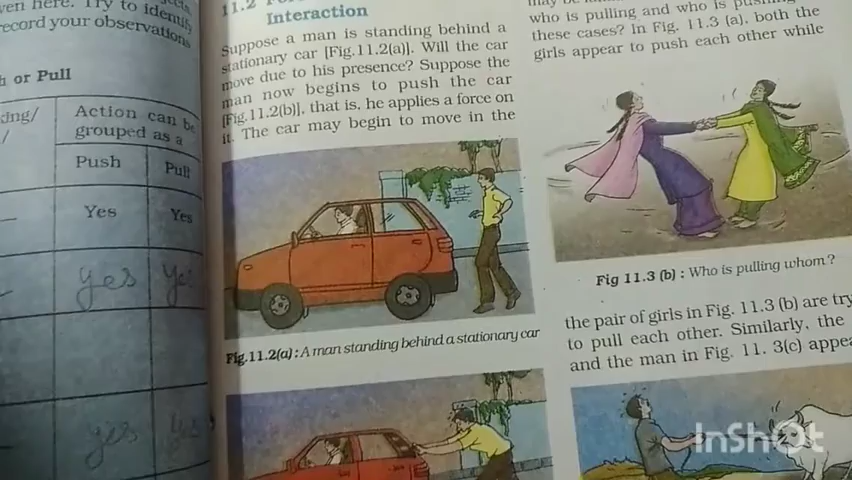 ven here. Try to identify
record your observations
h or Pull
Action can be
grouped as a
Push Pull
Yes Yes
yes
yes
11.2
Interaction
Suppose a man is standing behind a
stationary car [Fig.11.2(a)]. Will the car
move due to his presence? Suppose the
man now begins to push the car
[Fig.11.2(b)], that is, he applies a force on
it. The car may begin to move in the
Fig.11.2(a) : A man standing behind a stationary car
who is pulling and who is pushing
these cases? In Fig. 11.3 (a), both the
girls appear to push each other while
Fig 11.3 (b) : Who is pulling whom?
the pair of girls in Fig. 11.3 (b) are try
to pull each other. Similarly, the
and the man in Fig. 11. 3(c) appea
InShot